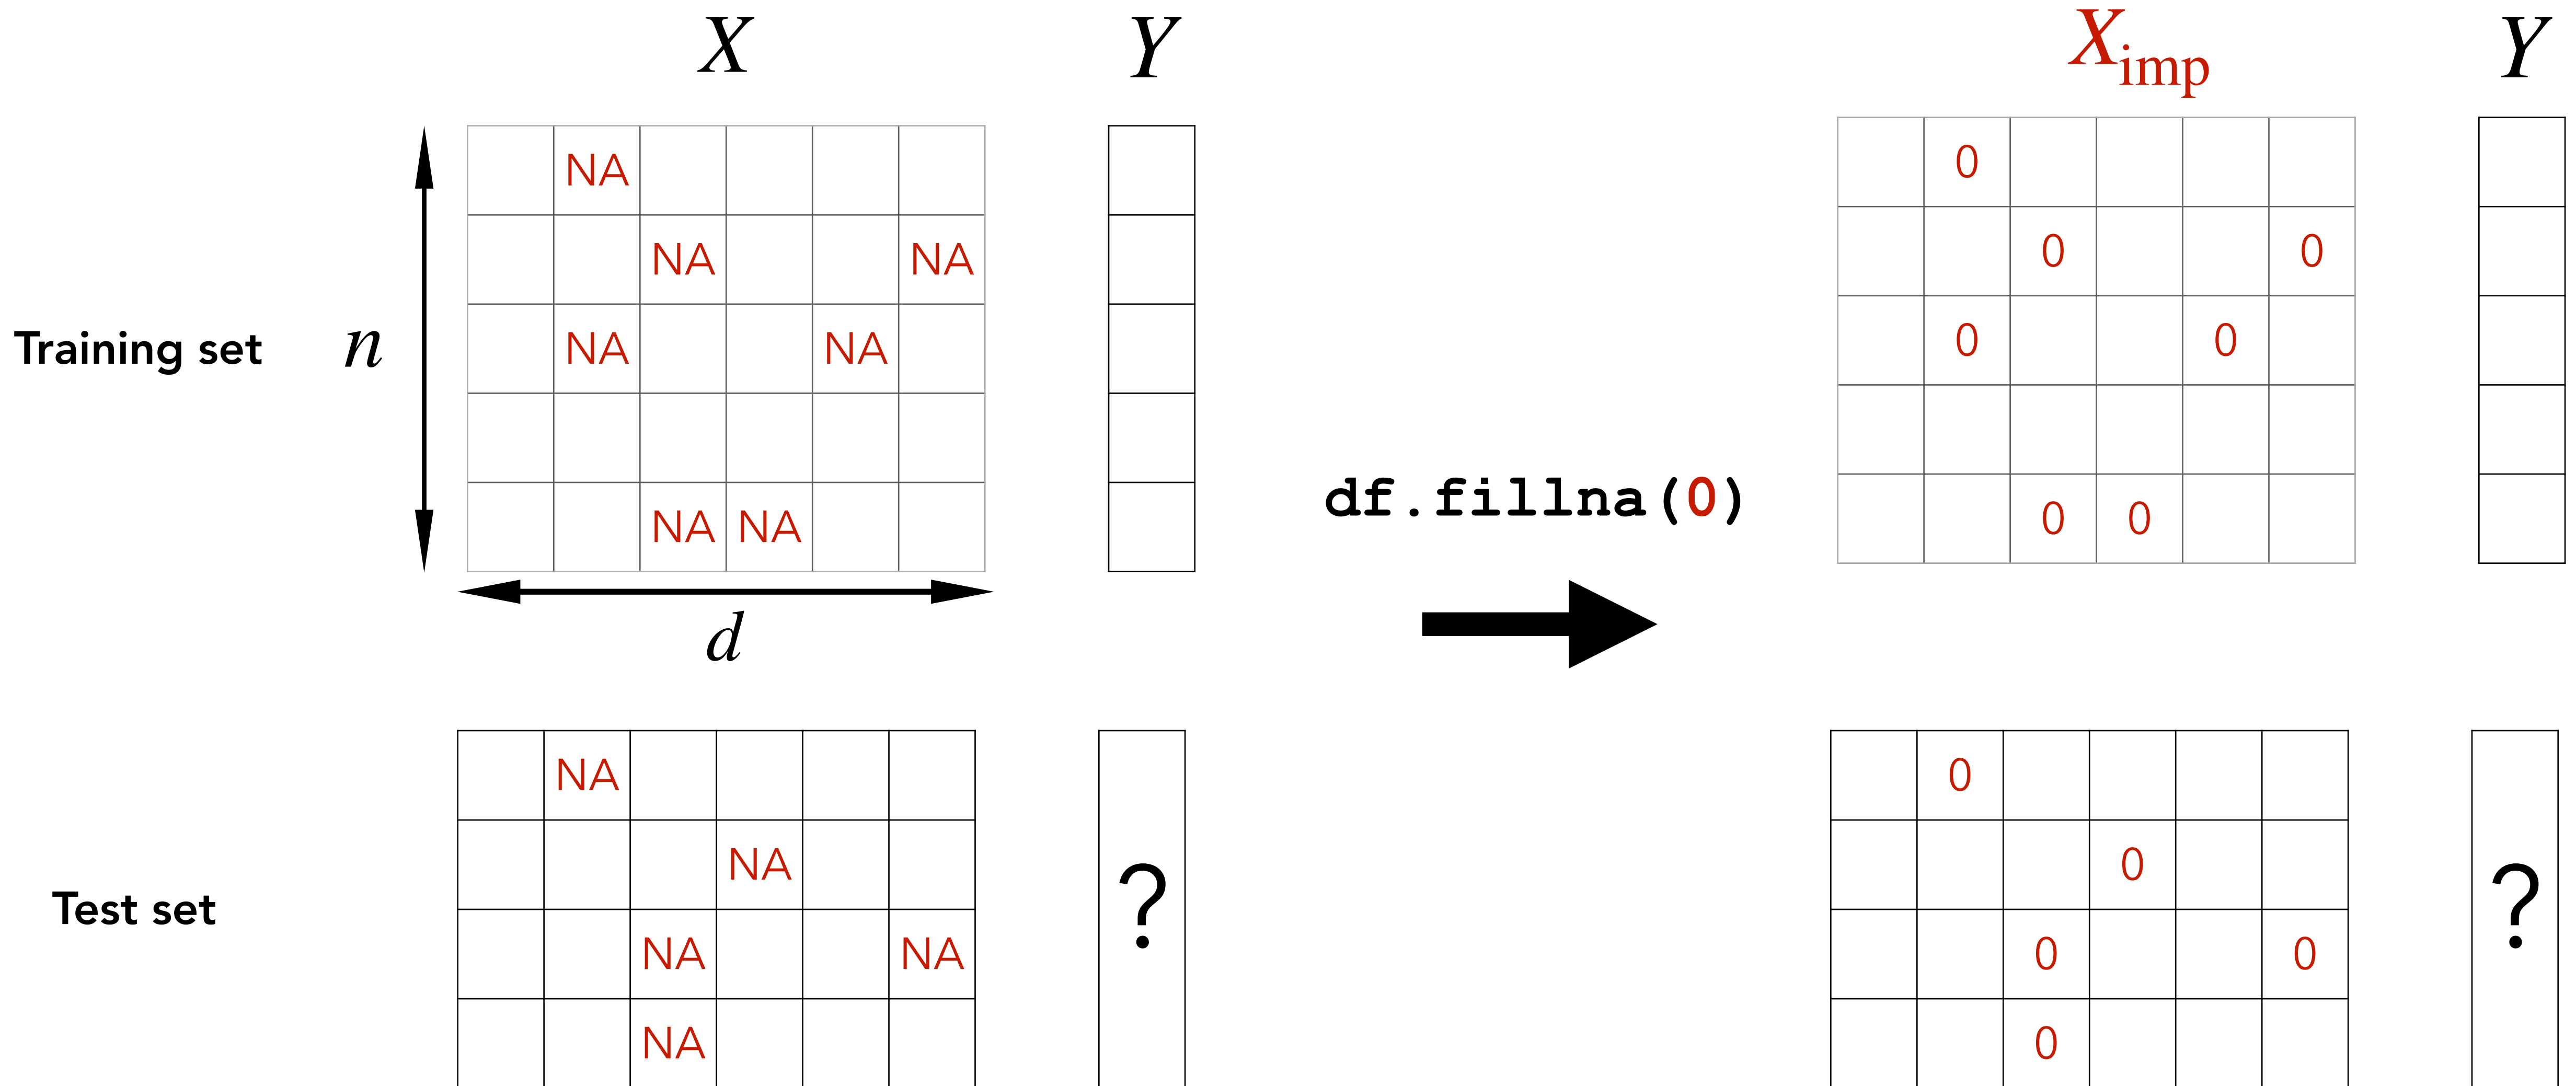 X Y X_imp Y
NA 0
NA NA 0 0
Training set n NA NA 0 0
df.fillna(0)
NA NA 0 0
d
NA 0
NA 0
Test set ? ?
NA NA 0 0
NA 0